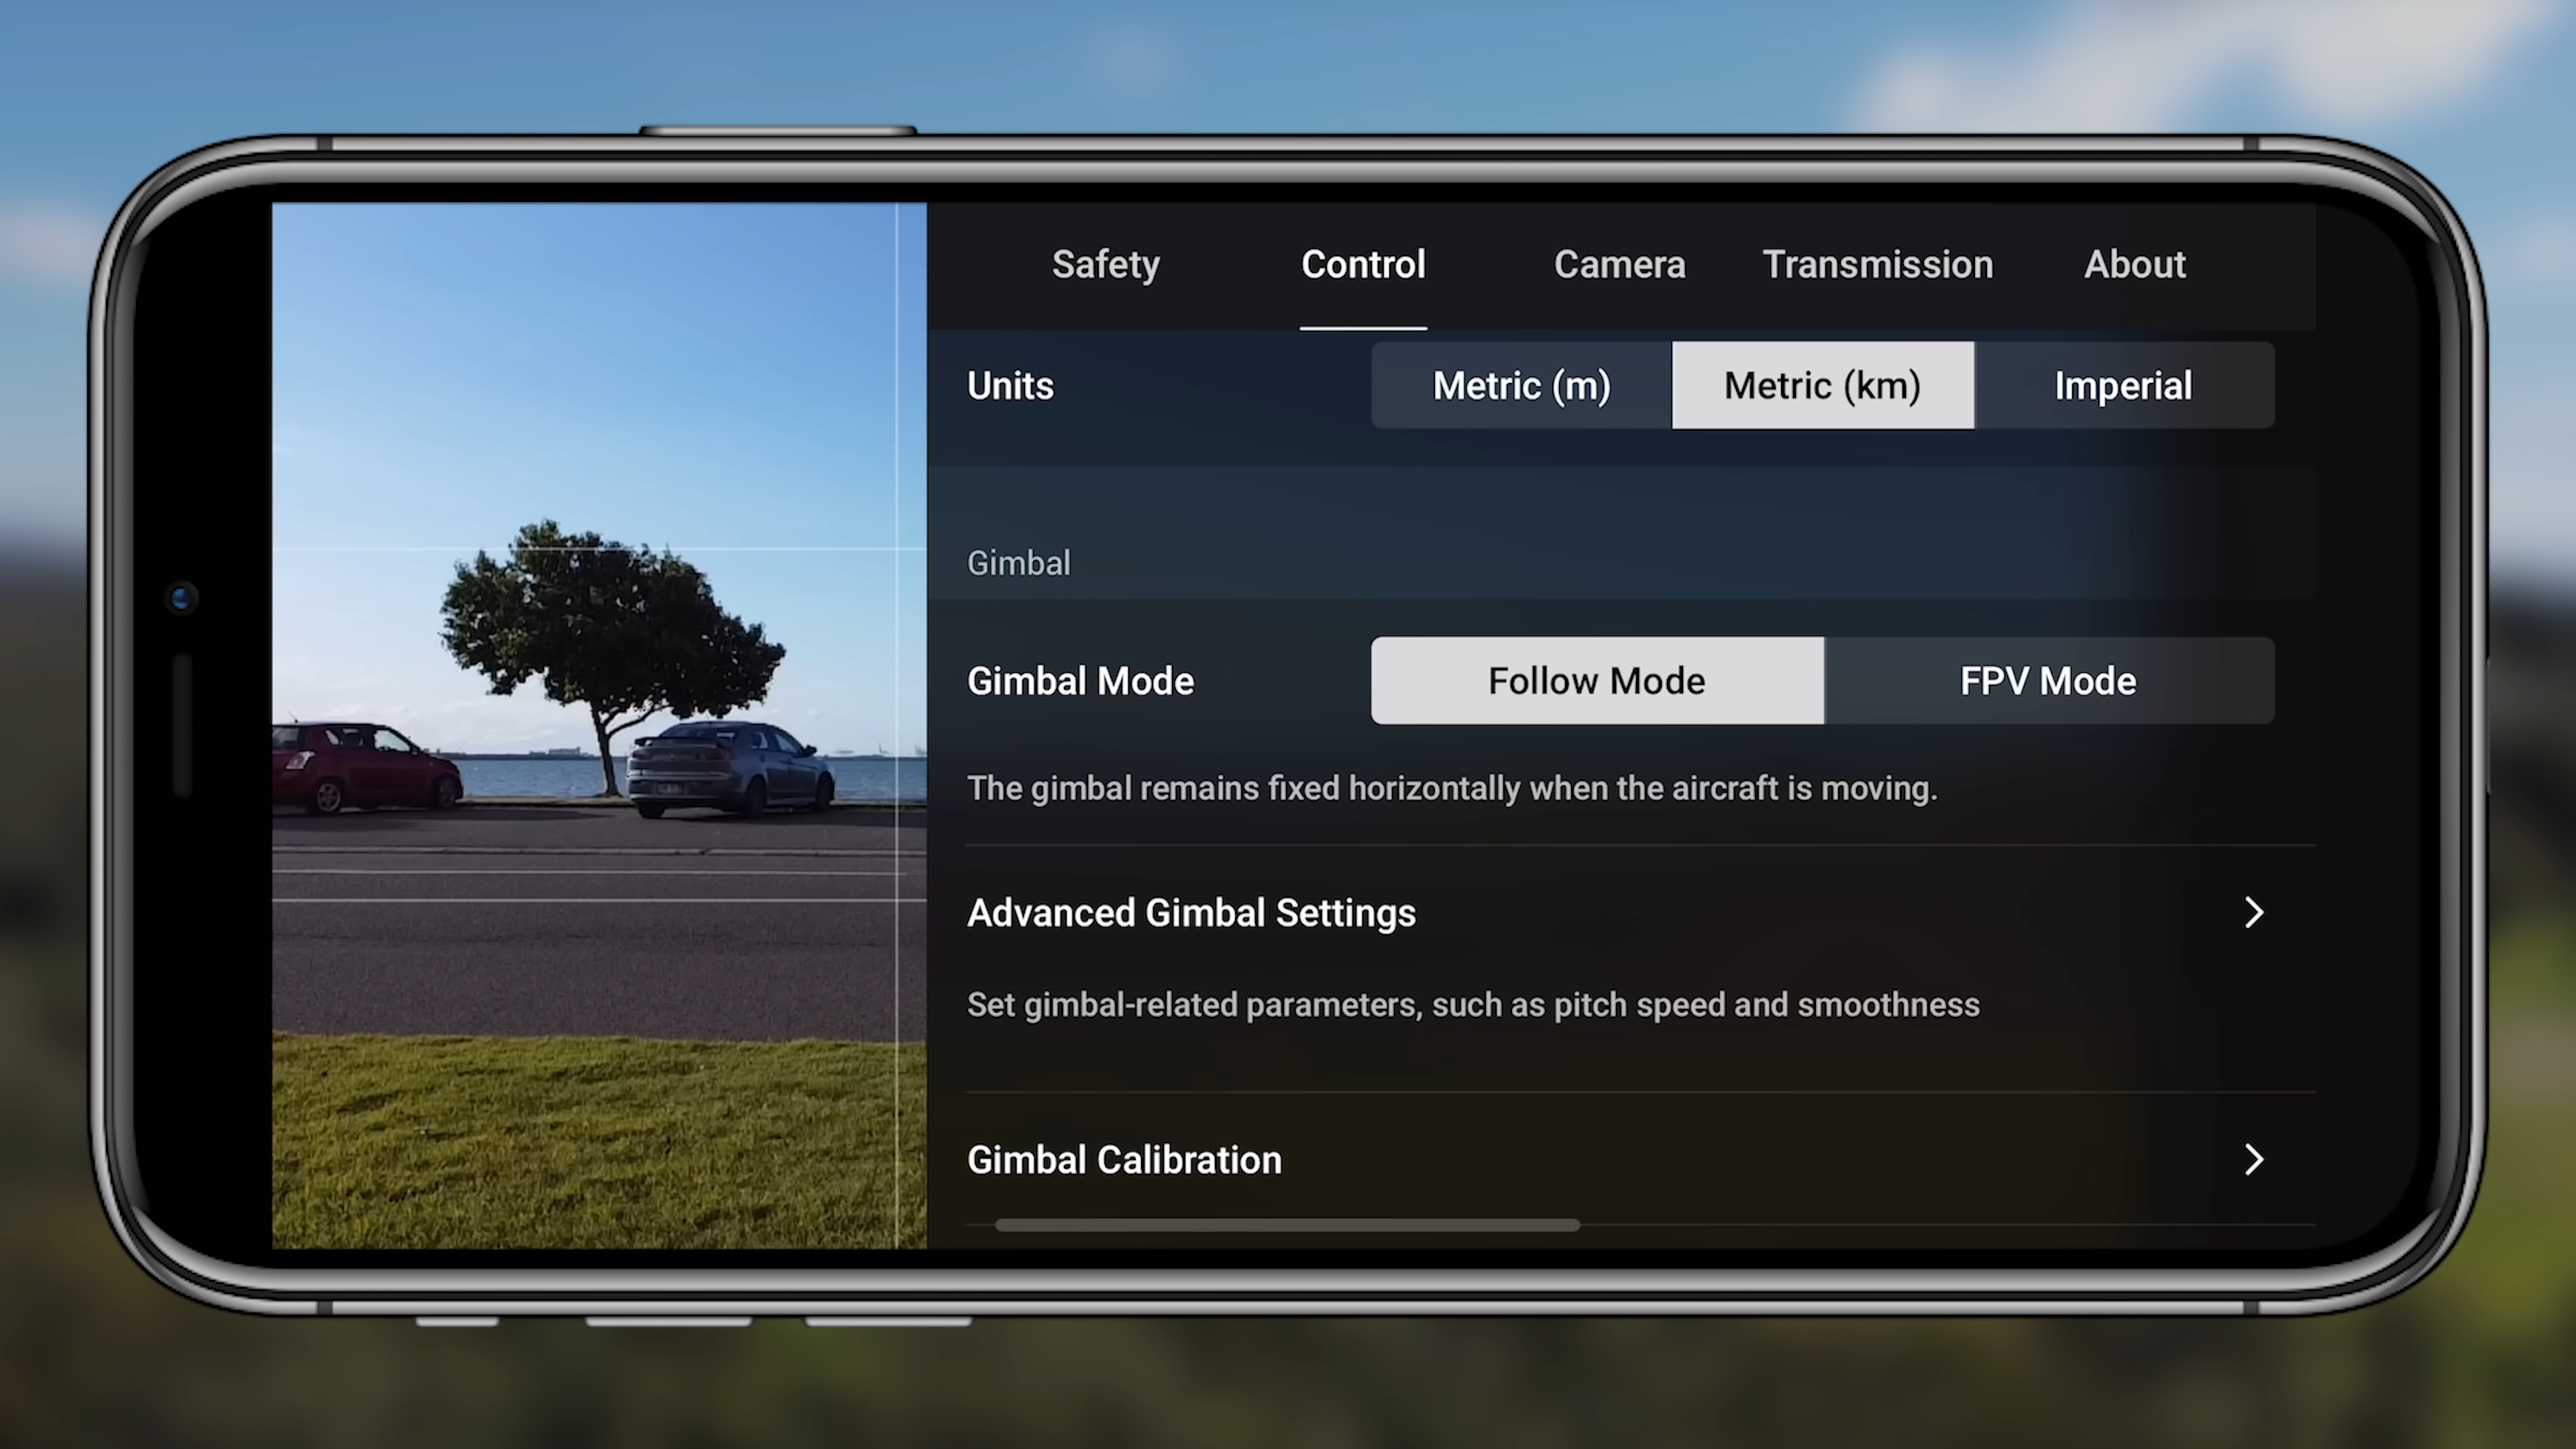 Safety Control Camera Transmission About
Units Metric (m) Metric (km) Imperial
Gimbal
Gimbal Mode Follow Mode FPV Mode
The gimbal remains fixed horizontally when the aircraft is moving.
Advanced Gimbal Settings
Set gimbal-related parameters, such as pitch speed and smoothness
Gimbal Calibration